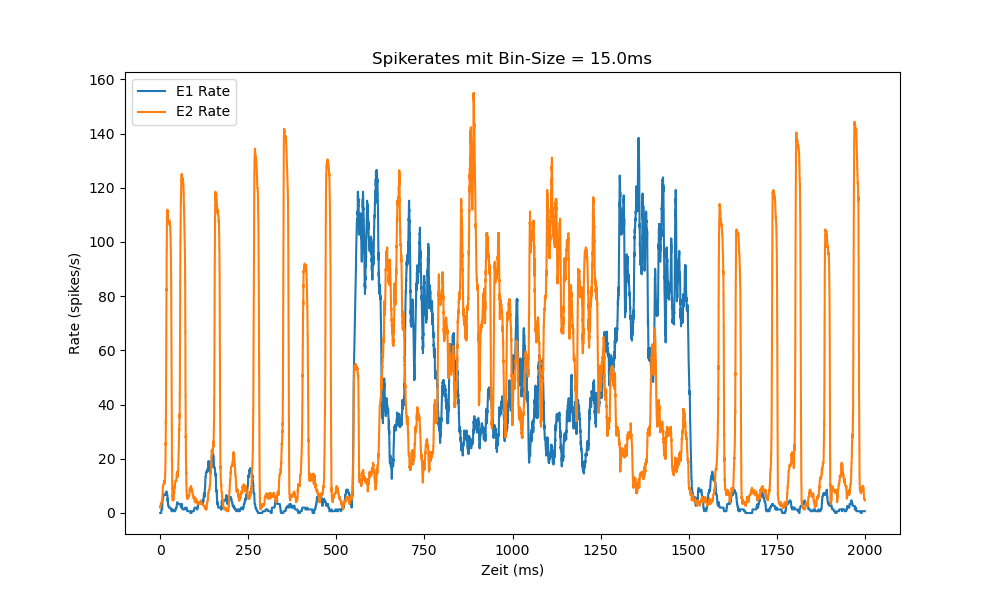 Spikerates mit Bin-Size = 15.0ms
E1 Rate
E2 Rate
Rate (spikes/s)
160
140
120
100
80
60
40
20
0
0 250 500 750 1000 1250 1500 1750 2000
Zeit (ms)